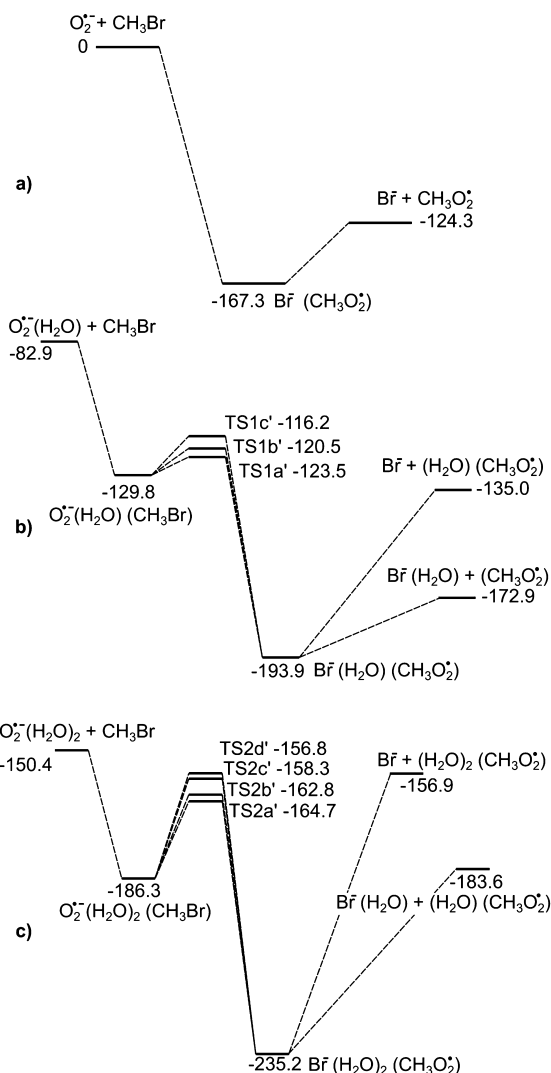 O₂•⁻ + CH₃Br
0
a)
Br⁻ + CH₃O₂•
-124.3
-167.3 Br⁻ (CH₃O₂•)
O₂•⁻(H₂O) + CH₃Br
-82.9
TS1c' -116.2
TS1b' -120.5
TS1a' -123.5
Br⁻ + (H₂O) (CH₃O₂•)
-135.0
-129.8
O₂•⁻(H₂O) (CH₃Br)
b)
Br⁻(H₂O) + (CH₃O₂•)
-172.9
-193.9 Br⁻(H₂O) (CH₃O₂•)
O₂•⁻(H₂O)₂ + CH₃Br
-150.4
TS2d' -156.8
TS2c' -158.3
TS2b' -162.8
TS2a' -164.7
Br⁻ + (H₂O)₂ (CH₃O₂•)
-156.9
-186.3
O₂•⁻(H₂O)₂ (CH₃Br)
-183.6
Br⁻(H₂O) + (H₂O) (CH₃O₂•)
c)
-235.2 Br⁻(H₂O)₂ (CH₃O₂•)